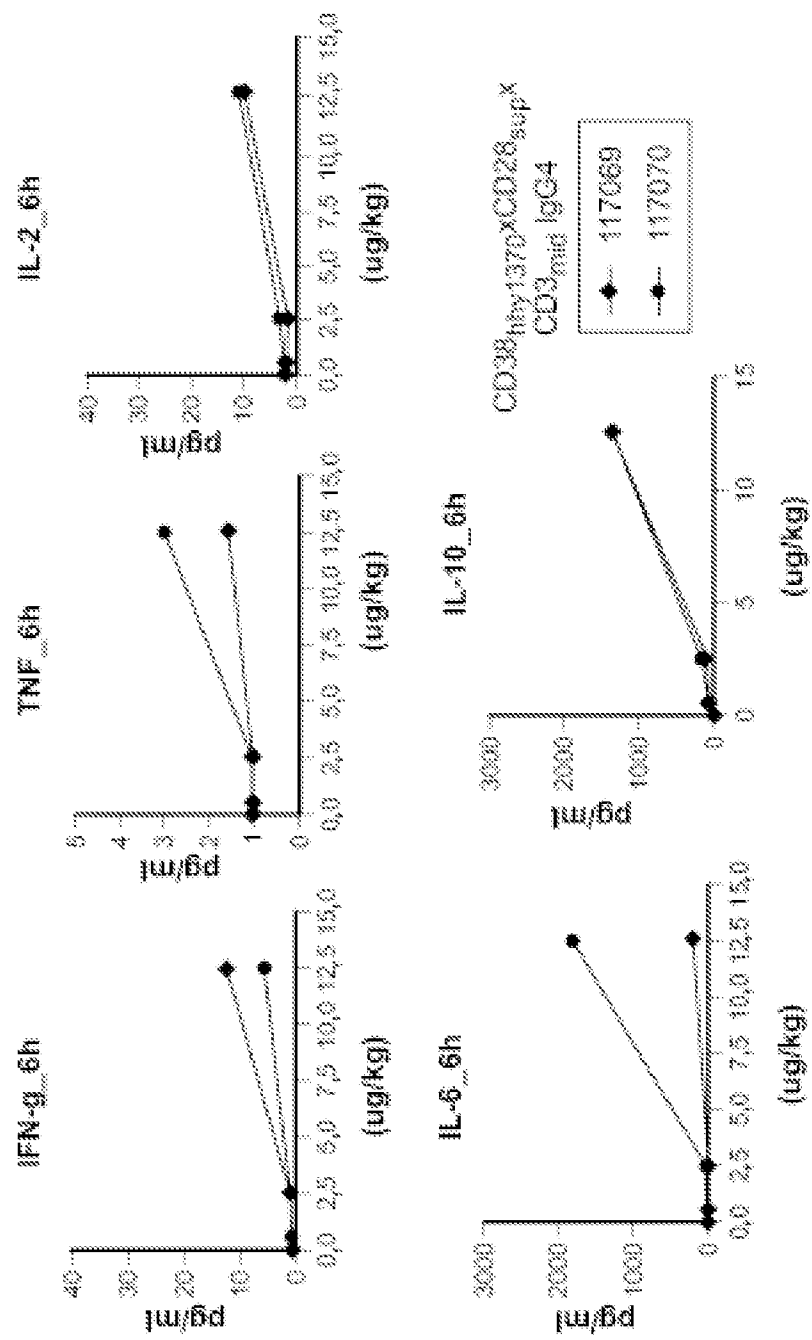 IFN-g_6h
pg/ml
40
30
20
10
0
0,0 2,5 5,0 7,5 10,0 12,5 15,0
(ug/kg)
TNF_6h
pg/ml
5
4
3
2
1
0
0,0 2,5 5,0 7,5 10,0 12,5 15,0
(ug/kg)
IL-2_6h
pg/ml
40
30
20
10
0
0,0 2,5 5,0 7,5 10,0 12,5 15,0
(ug/kg)
IL-6_6h
pg/ml
3000
2000
1000
0
0,0 2,5 5,0 7,5 10,0 12,5 15,0
(ug/kg)
IL-10_6h
pg/ml
3000
2000
1000
0
0 5 10 15
(ug/kg)
CD38hhy1370xCD28supx
CD3mid IgG4
117069
117070